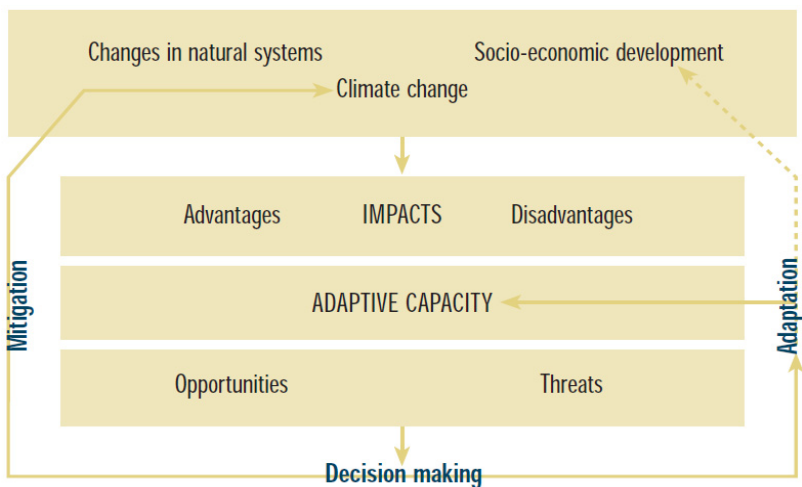 Changes in natural systems
Socio-economic development
Climate change
Advantages
IMPACTS
Disadvantages
Mitigation
ADAPTIVE CAPACITY
Adaptation
Opportunities
Threats
Decision making